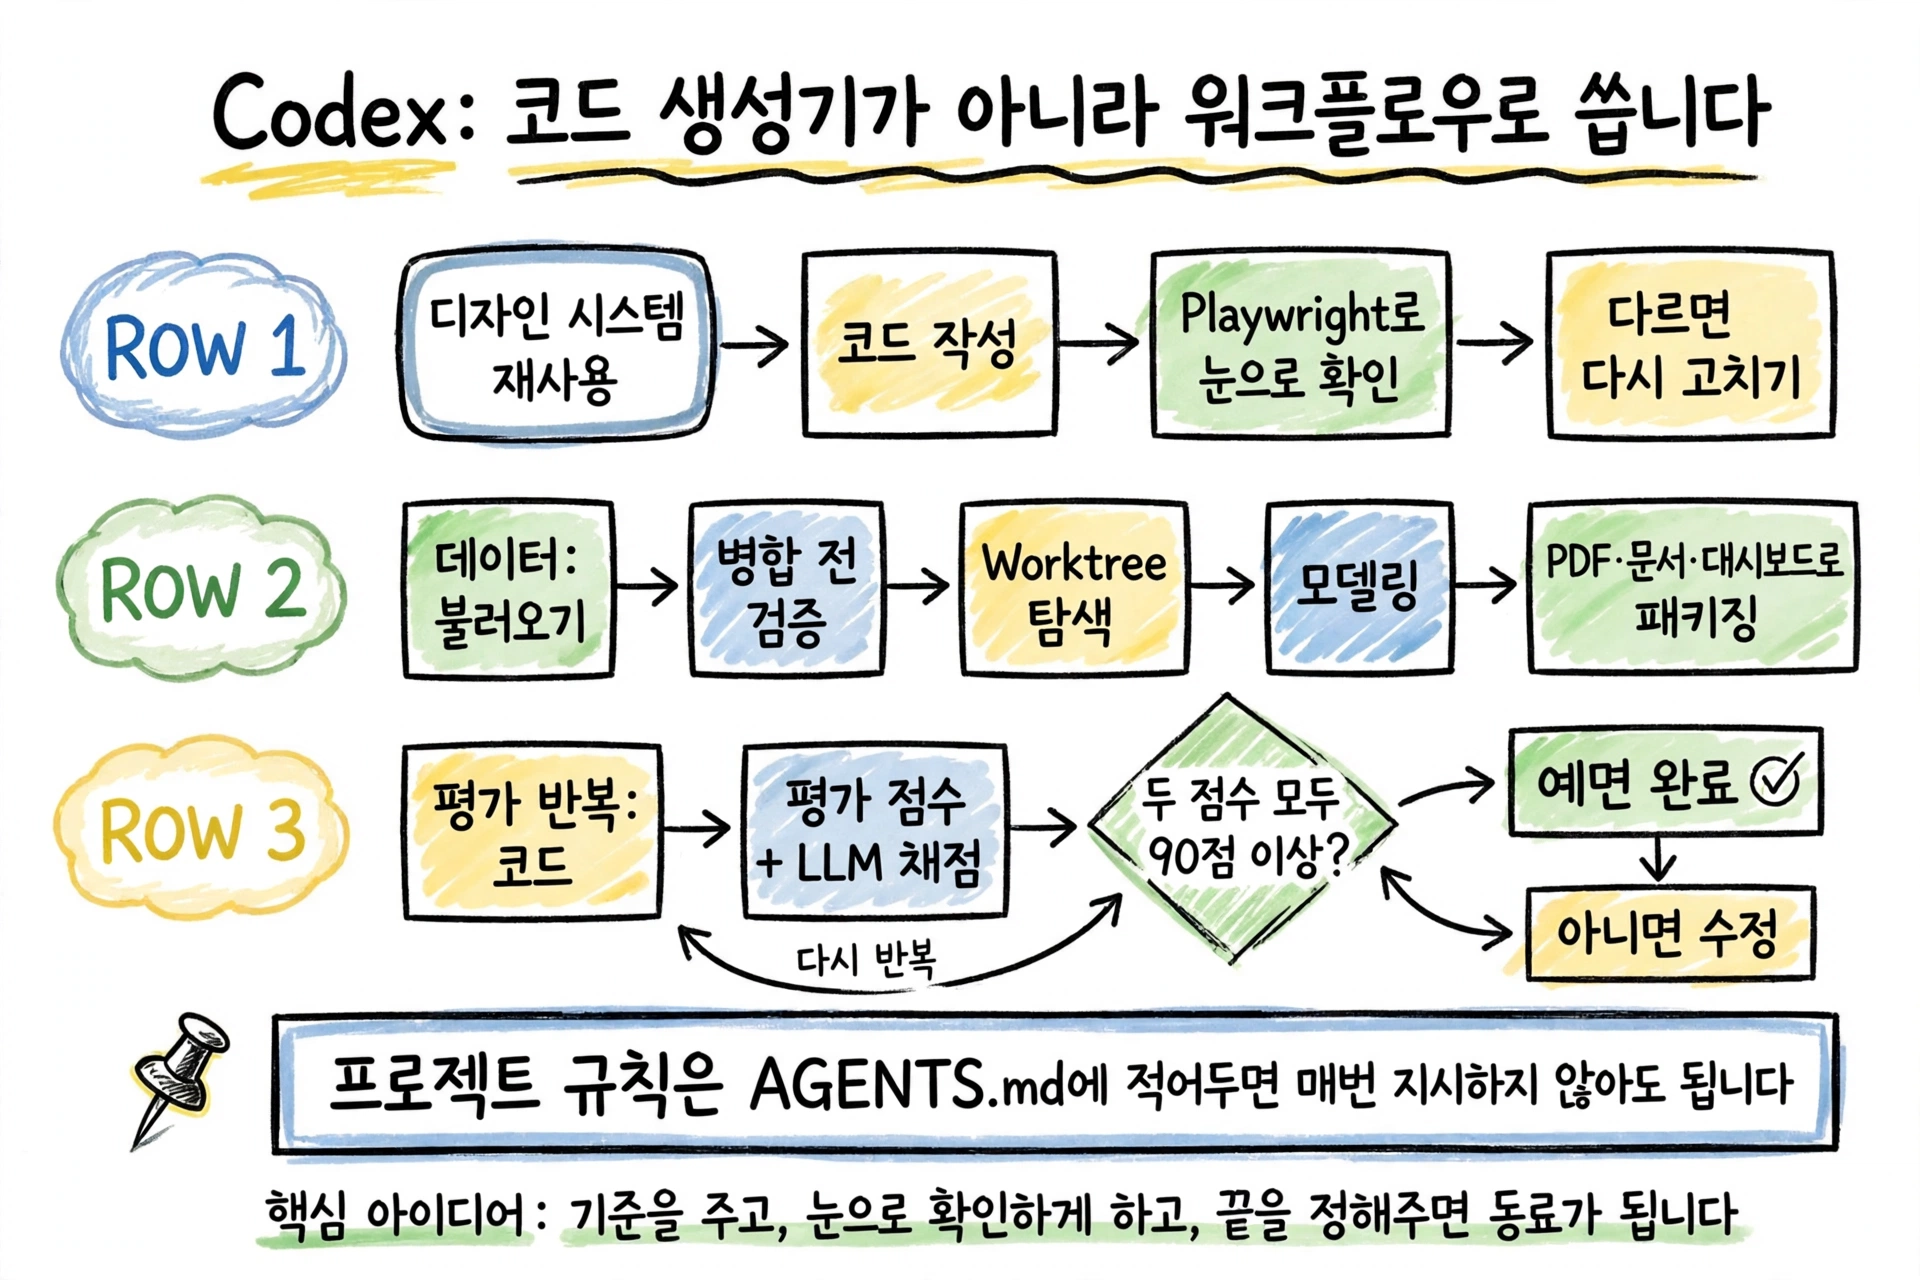 Codex: 코드 생성기가 아니라 워크플로우로 씁니다
ROW 1
디자인 시스템
재사용
코드 작성
Playwright로
눈으로 확인
다르면
다시 고치기
ROW 2
데이터:
불러오기
병합 전
검증
Worktree
탐색
모델링
PDF·문서·대시보드로
패키징
ROW 3
평가 반복:
코드
평가 점수
+ LLM 채점
두 점수 모두
90점 이상?
예면 완료
아니면 수정
다시 반복
프로젝트 규칙은 AGENTS.md에 적어두면 매번 지시하지 않아도 됩니다
핵심 아이디어: 기준을 주고, 눈으로 확인하게 하고, 끝을 정해주면 동료가 됩니다